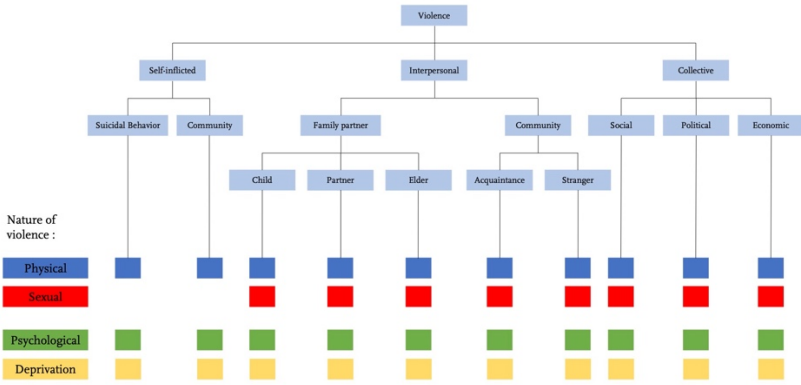 Violence
Self-inflicted
Interpersonal
Collective
Suicidal Behavior
Community
Family partner
Community
Social
Political
Economic
Child
Partner
Elder
Acquaintance
Stranger
Nature of
violence :
Physical
Sexual
Psychological
Deprivation